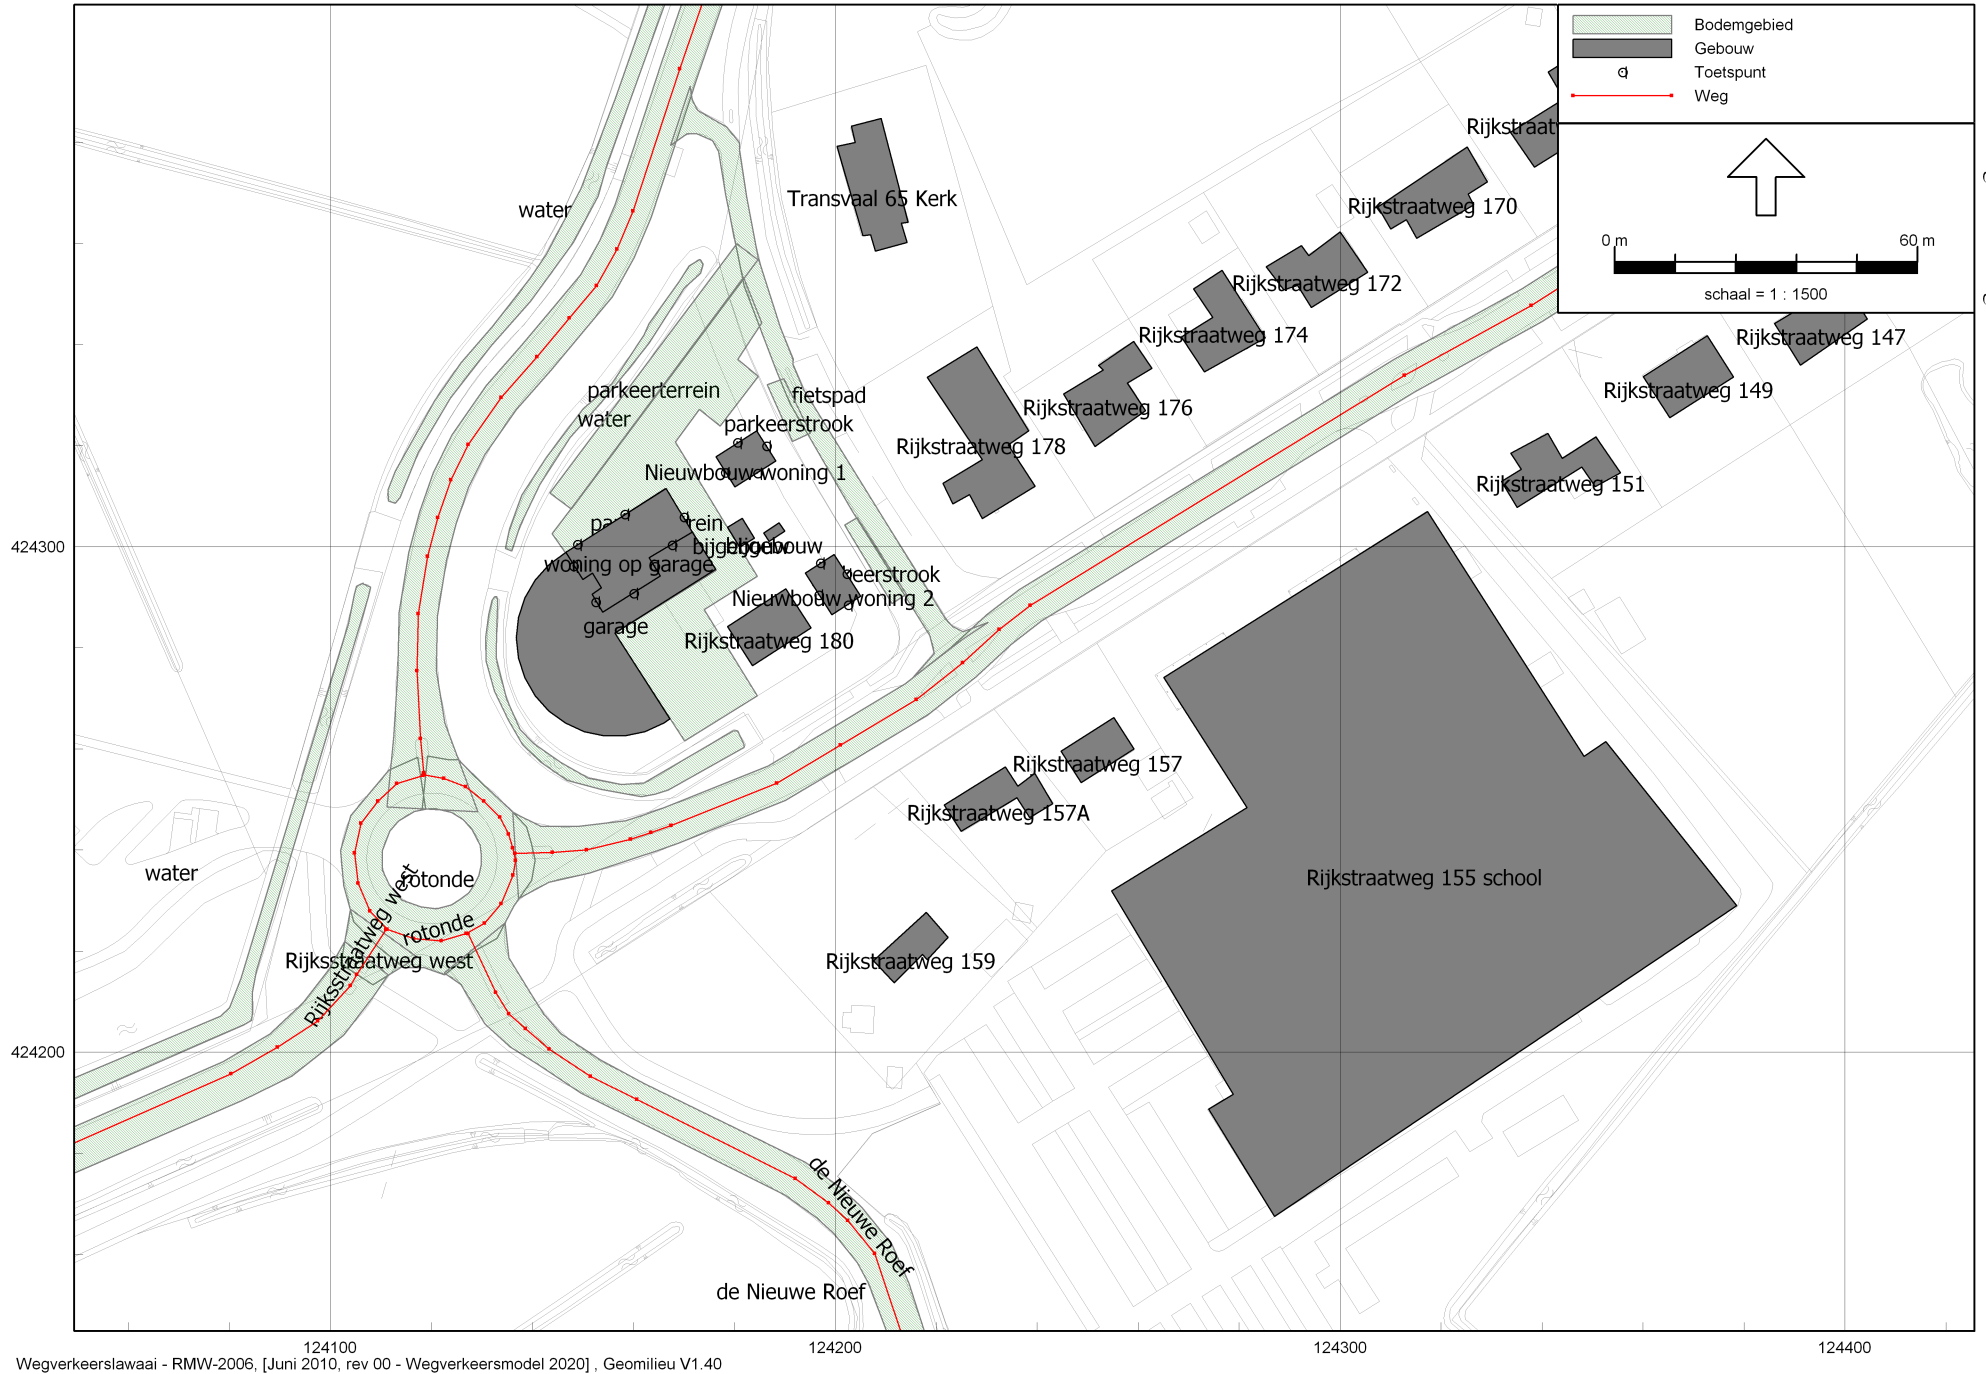 Bodemgebied
Gebouw
Toetspunt
Weg
0 m 60 m
schaal = 1 : 1500
Transvaal 65 Kerk
water
Rijkstraatweg 170
Rijkstraatweg 172
Rijkstraatweg 174
Rijkstraatweg 176
Rijkstraatweg 178
Rijkstraatweg 147
Rijkstraatweg 149
Rijkstraatweg 151
parkeerterrein
fietspad
water
parkeerstrook
Nieuwbouw woning 1
bijgebouw
woning op garage
Nieuwbouw woning 2
garage
Rijkstraatweg 180
Rijkstraatweg 157
Rijkstraatweg 157A
Rijkstraatweg 155 school
Rijkstraatweg 159
water
rotonde
rotonde
Rijksstraatweg west
Rijksstraatweg west
de Nieuwe Roef
de Nieuwe Roef
424300
424200
124100
124200
124300
124400
Wegverkeerslawaai - RMW-2006, [Juni 2010, rev 00 - Wegverkeersmodel 2020] , Geomilieu V1.40